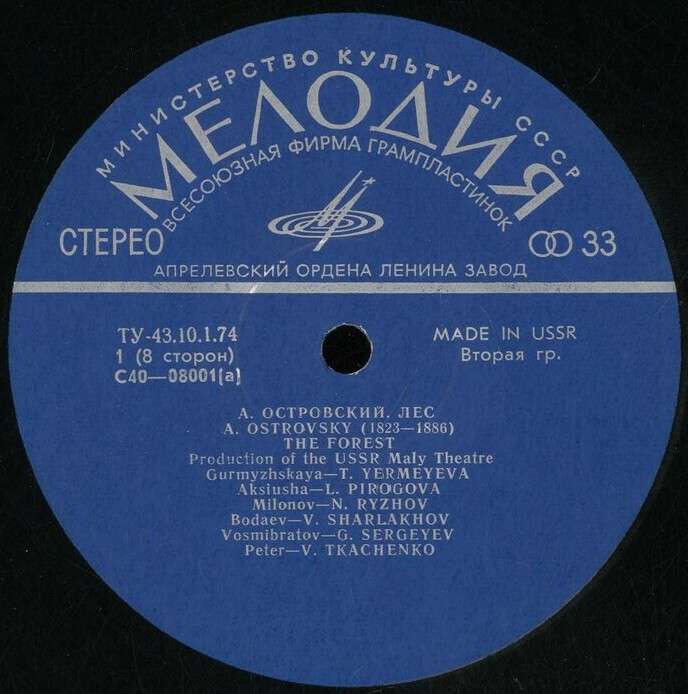 МИНИСТЕРСТВО КУЛЬТУРЫ СССР
МЕЛОДИЯ
ВСЕСОЮЗНАЯ ФИРМА ГРАМПЛАСТИНОК
СТЕРЕО
33
АПРЕЛЕВСКИЙ ОРДЕНА ЛЕНИНА ЗАВОД
ТУ-43.10.1.74
1 (8 сторон)
С40—08001(а)
MADE IN USSR
Вторая гр.
А. ОСТРОВСКИЙ. ЛЕС
A. OSTROVSKY (1823—1886)
THE FOREST
Production of the USSR Maly Theatre
Gurmyzhskaya—T. YERMEYEVA
Aksiusha—L. PIROGOVA
Milonov—N. RYZHOV
Bodaev—V. SHARLAKHOV
Vosmibratov—G. SERGEYEV
Peter—V. TKACHENKO